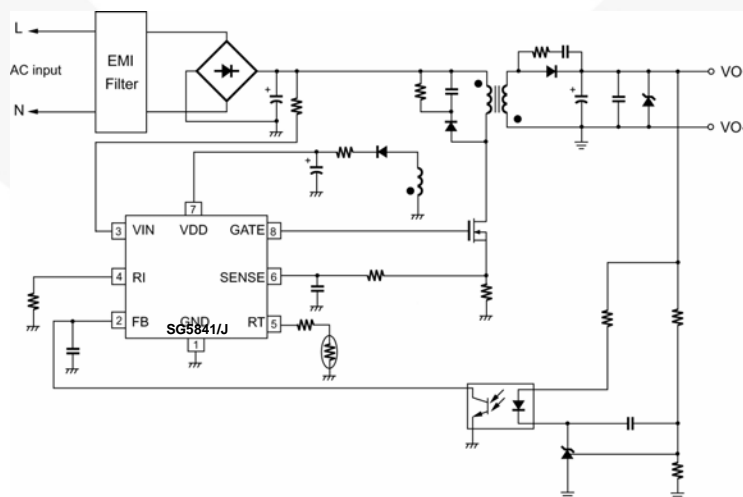 L
AC input
N
EMI
Filter
VO
VO
7
3 VIN VDD GATE 8
4 RI SENSE 6
2 FB GND RT 5
SG5841/J
1
+
+
+